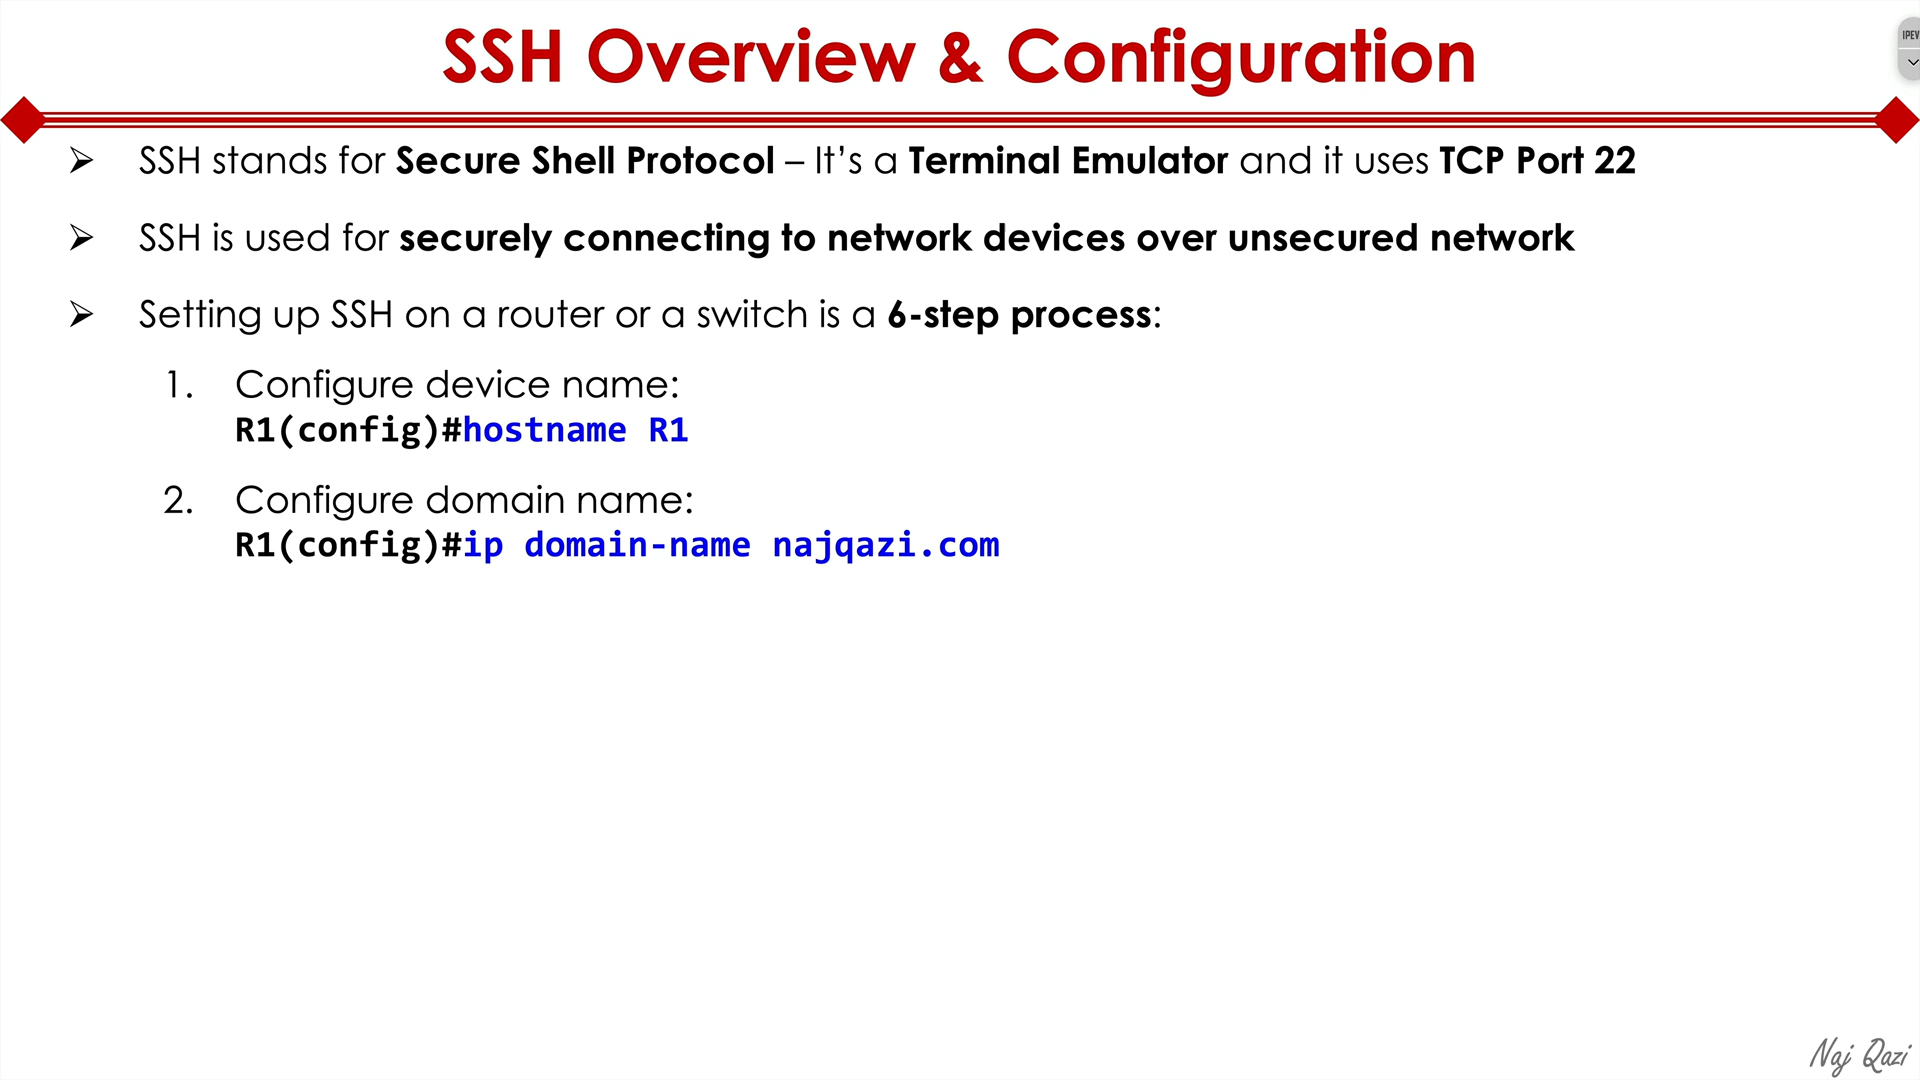 SSH Overview & Configuration
IPEV
➢ SSH stands for Secure Shell Protocol – It’s a Terminal Emulator and it uses TCP Port 22
➢ SSH is used for securely connecting to network devices over unsecured network
➢ Setting up SSH on a router or a switch is a 6-step process:
1. Configure device name:
R1(config)#hostname R1
2. Configure domain name:
R1(config)#ip domain-name najqazi.com
Naj Qazi